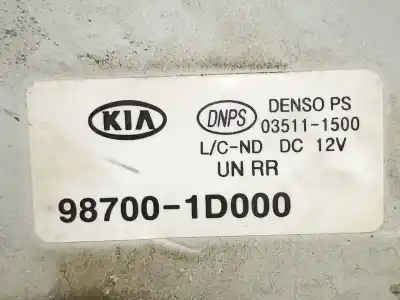 KIA
DNPS
DENSO PS
03511-1500
L/C-ND DC 12V
UN RR
98700-1D000